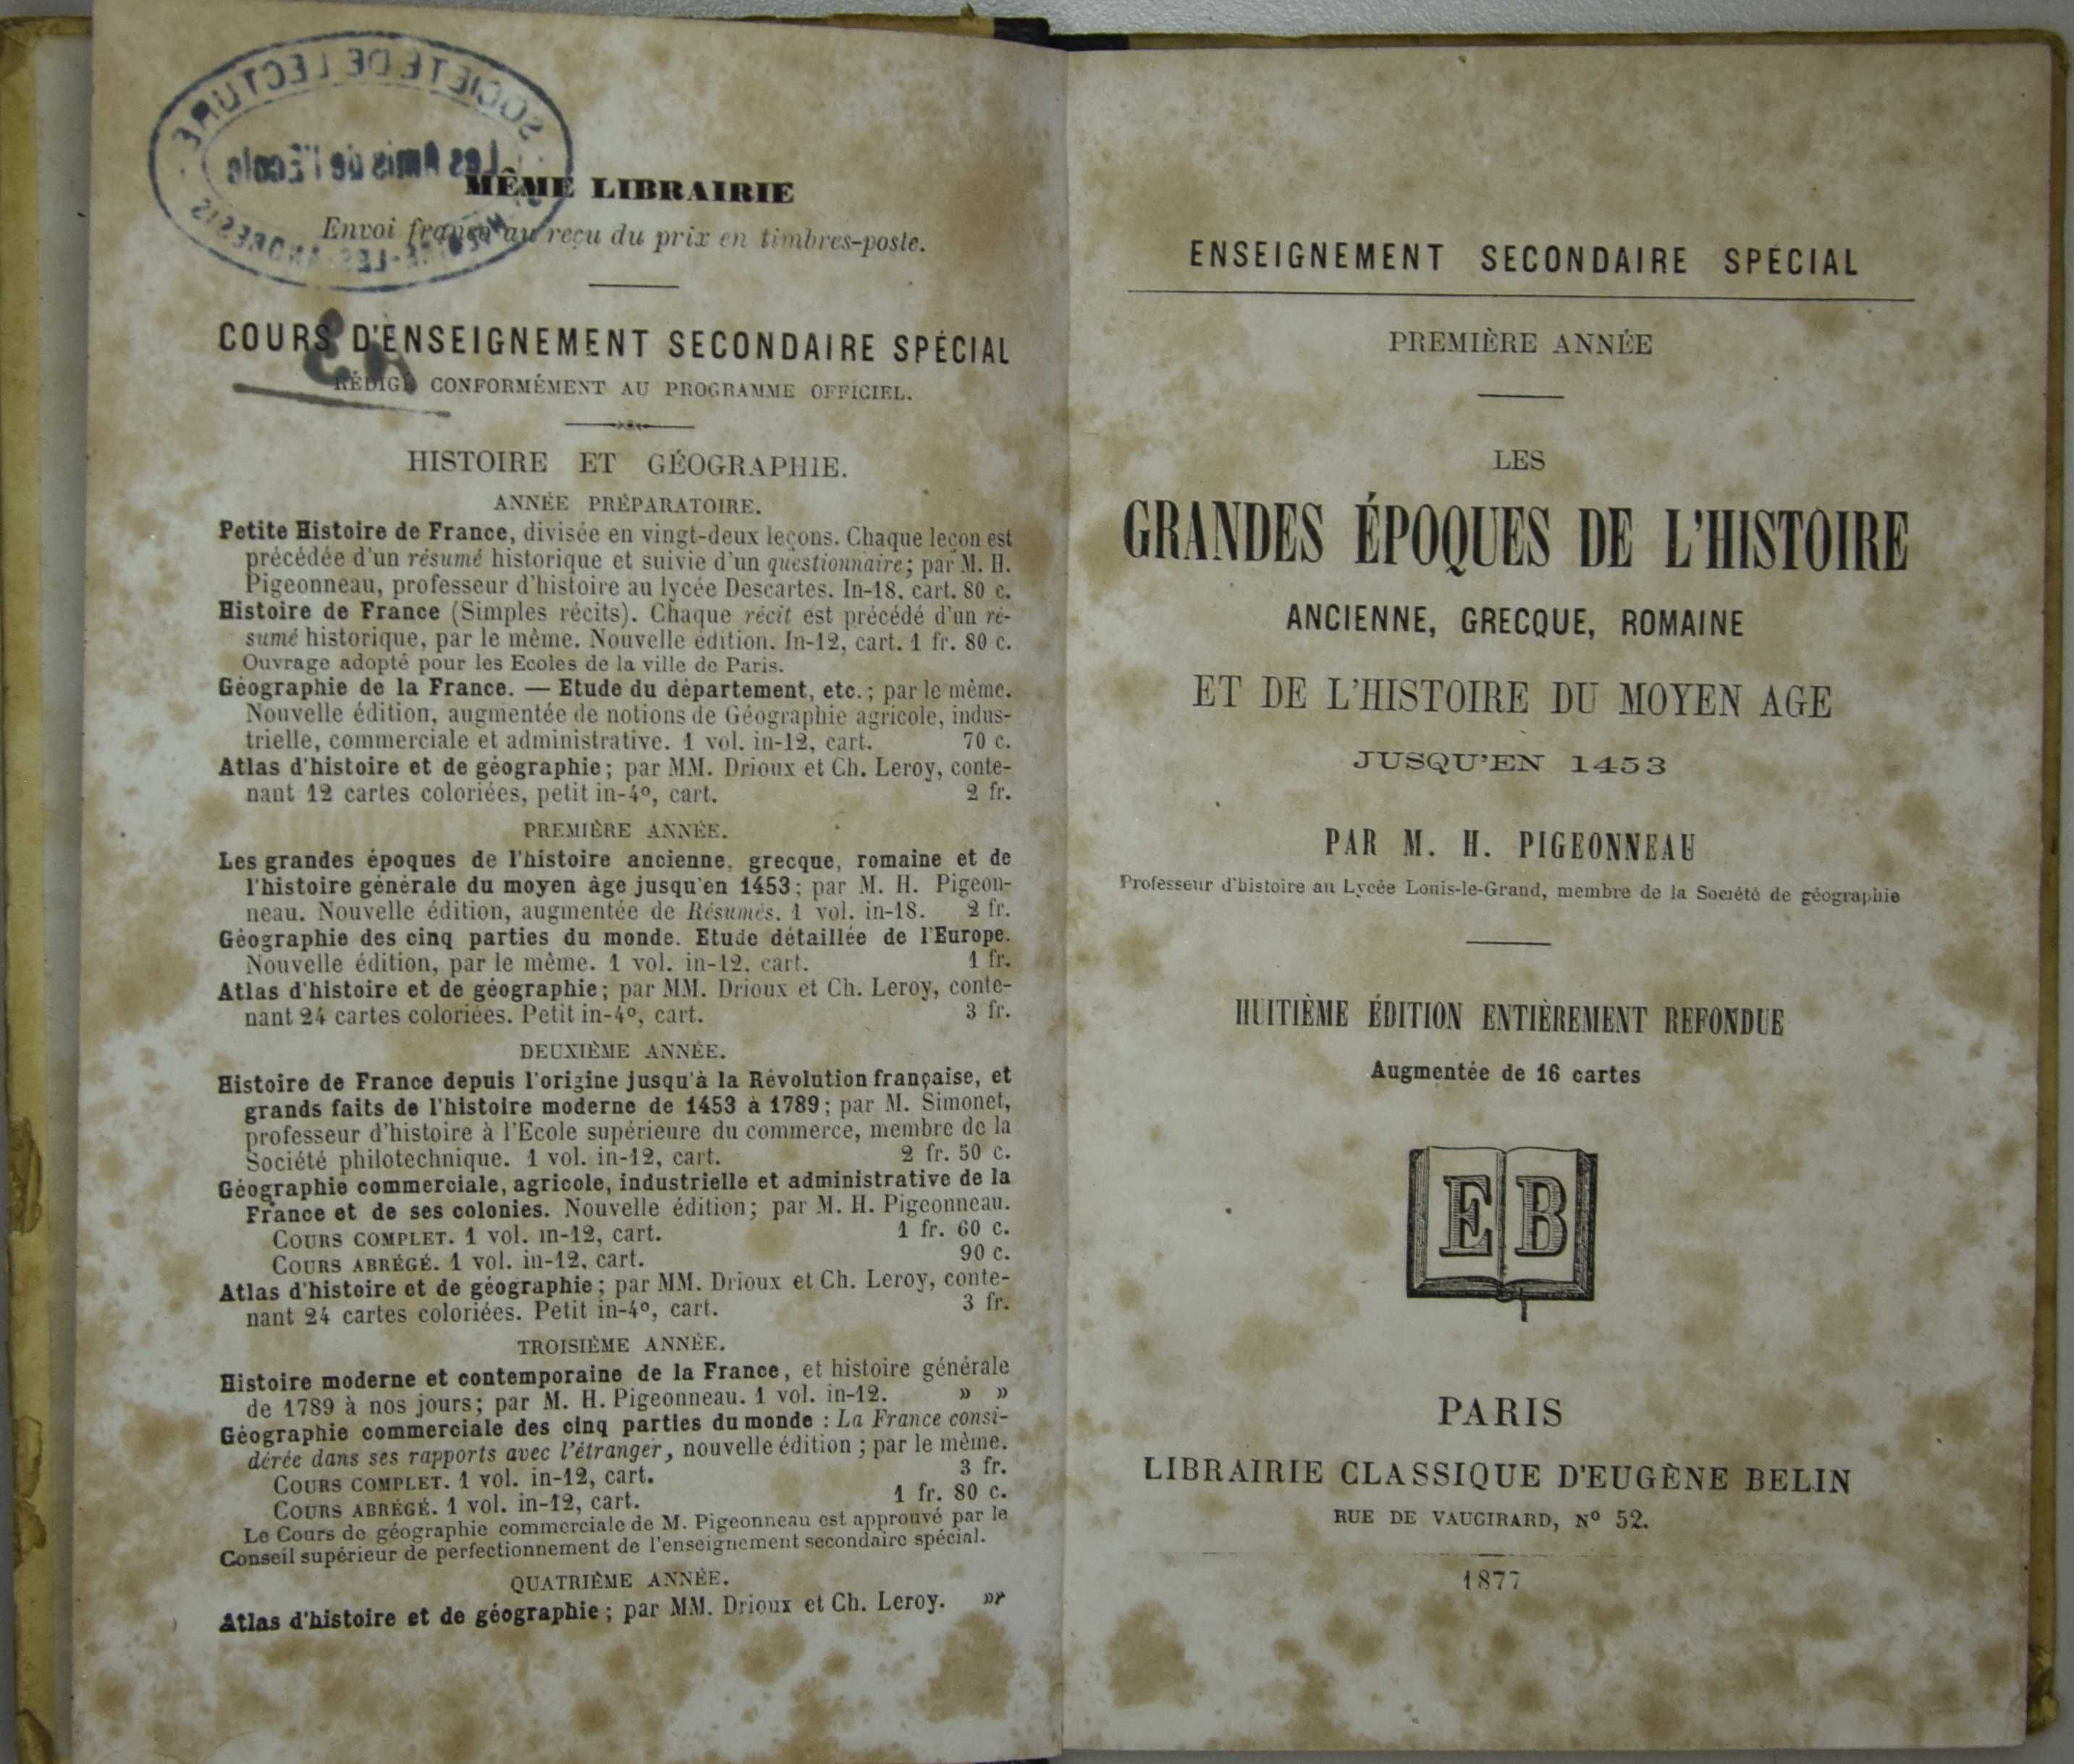 SOCIETE DE LECTURE
Les Amis de l'Ecole
MÊME LIBRAIRIE
Envoi franco au reçu du prix en timbres-poste.
COURS D'ENSEIGNEMENT SECONDAIRE SPÉCIAL
RÉDIGÉ CONFORMÉMENT AU PROGRAMME OFFICIEL.
HISTOIRE ET GÉOGRAPHIE.
ANNÉE PRÉPARATOIRE.
Petite Histoire de France, divisée en vingt-deux leçons. Chaque leçon est
précédée d'un résumé historique et suivie d'un questionnaire; par M. H.
Pigeonneau, professeur d'histoire au lycée Descartes. In-18. cart. 80 c.
Histoire de France (Simples récits). Chaque récit est précédé d'un ré-
sumé historique, par le même. Nouvelle édition. In-12, cart. 1 fr. 80 c.
Ouvrage adopté pour les Ecoles de la ville de Paris.
Géographie de la France. — Etude du département, etc.; par le même.
Nouvelle édition, augmentée de notions de Géographie agricole, indus-
trielle, commerciale et administrative. 1 vol. in-12, cart. 70 c.
Atlas d'histoire et de géographie; par MM. Drioux et Ch. Leroy, conte-
nant 12 cartes coloriées, petit in-4º, cart. 2 fr.
PREMIÈRE ANNÉE.
Les grandes époques de l'histoire ancienne, grecque, romaine et de
l'histoire générale du moyen âge jusqu'en 1453; par M. H. Pigeon-
neau. Nouvelle édition, augmentée de Résumés. 1 vol. in-18. 2 fr.
Géographie des cinq parties du monde. Etude détaillée de l'Europe.
Nouvelle édition, par le même. 1 vol. in-12. cart. 1 fr.
Atlas d'histoire et de géographie; par MM. Drioux et Ch. Leroy, conte-
nant 24 cartes coloriées. Petit in-4º, cart. 3 fr.
DEUXIÈME ANNÉE.
Histoire de France depuis l'origine jusqu'à la Révolution française, et
grands faits de l'histoire moderne de 1453 à 1789; par M. Simonet,
professeur d'histoire à l'Ecole supérieure du commerce, membre de la
Société philotechnique. 1 vol. in-12, cart. 2 fr. 50 c.
Géographie commerciale, agricole, industrielle et administrative de la
France et de ses colonies. Nouvelle édition; par M. H. Pigeonneau.
COURS COMPLET. 1 vol. in-12, cart. 1 fr. 60 c.
COURS ABRÉGÉ. 1 vol. in-12, cart. 90 c.
Atlas d'histoire et de géographie; par MM. Drioux et Ch. Leroy, conte-
nant 24 cartes coloriées. Petit in-4º, cart. 3 fr.
TROISIÈME ANNÉE.
Histoire moderne et contemporaine de la France, et histoire générale
de 1789 à nos jours; par M. H. Pigeonneau. 1 vol. in-12. » »
Géographie commerciale des cinq parties du monde : La France consi-
dérée dans ses rapports avec l'étranger, nouvelle édition; par le même.
COURS COMPLET. 1 vol. in-12, cart. 3 fr.
COURS ABRÉGÉ. 1 vol. in-12, cart. 1 fr. 80 c.
Le Cours de géographie commerciale de M. Pigeonneau est approuvé par le
Conseil supérieur de perfectionnement de l'enseignement secondaire spécial.
QUATRIÈME ANNÉE.
Atlas d'histoire et de géographie; par MM. Drioux et Ch. Leroy. »
ENSEIGNEMENT SECONDAIRE SPÉCIAL
PREMIÈRE ANNÉE
LES
GRANDES ÉPOQUES DE L'HISTOIRE
ANCIENNE, GRECQUE, ROMAINE
ET DE L'HISTOIRE DU MOYEN AGE
JUSQU'EN 1453
PAR M. H. PIGEONNEAU
Professeur d'histoire au Lycée Louis-le-Grand, membre de la Société de géographie
HUITIÈME ÉDITION ENTIÈREMENT REFONDUE
Augmentée de 16 cartes
EB
PARIS
LIBRAIRIE CLASSIQUE D'EUGÈNE BELIN
RUE DE VAUGIRARD, Nº 52.
1877